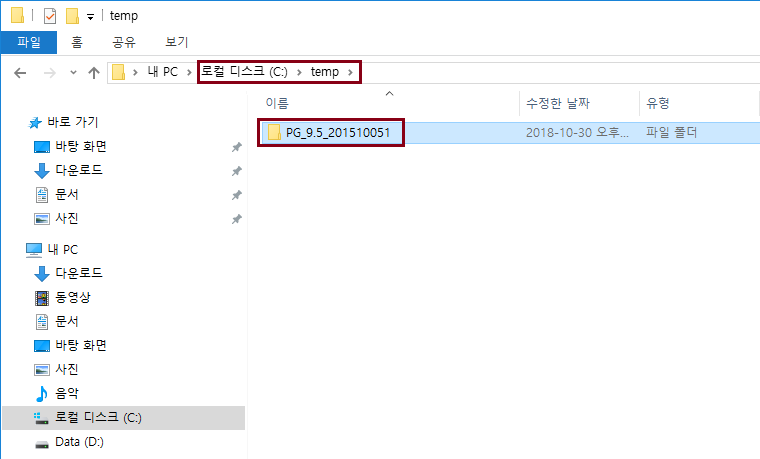 temp
파일 홈 공유 보기
내 PC 로컬 디스크 (C:) temp
이름 수정한 날짜 유형
PG_9.5_201510051 2018-10-30 오후... 파일 폴더
바로 가기
바탕 화면
다운로드
문서
사진
내 PC
다운로드
동영상
문서
바탕 화면
사진
음악
로컬 디스크 (C:)
Data (D:)